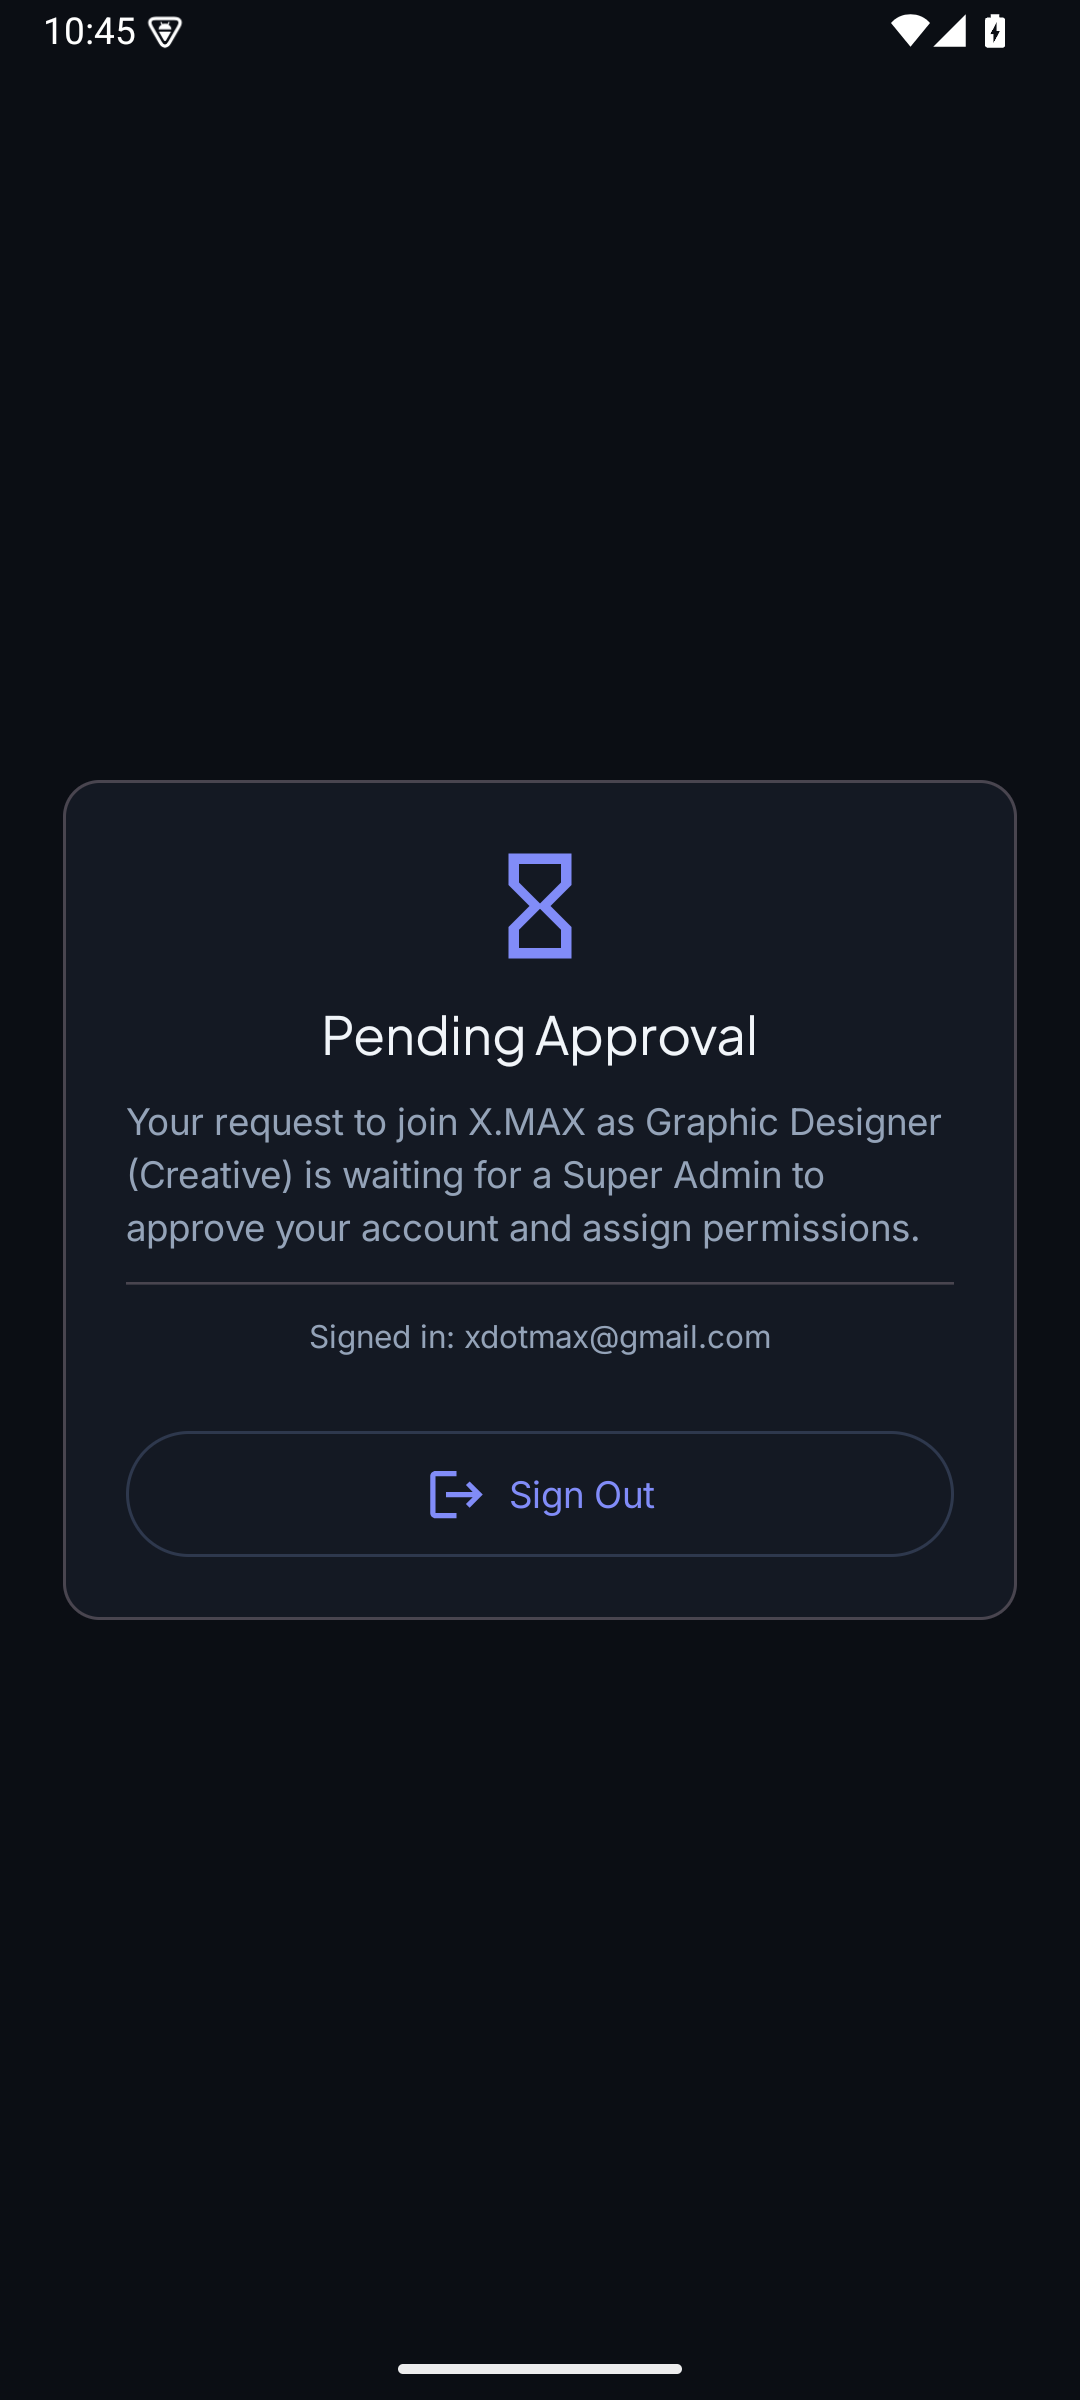 10:45
Pending Approval
Your request to join X.MAX as Graphic Designer
(Creative) is waiting for a Super Admin to
approve your account and assign permissions.
Signed in: xdotmax@gmail.com
Sign Out